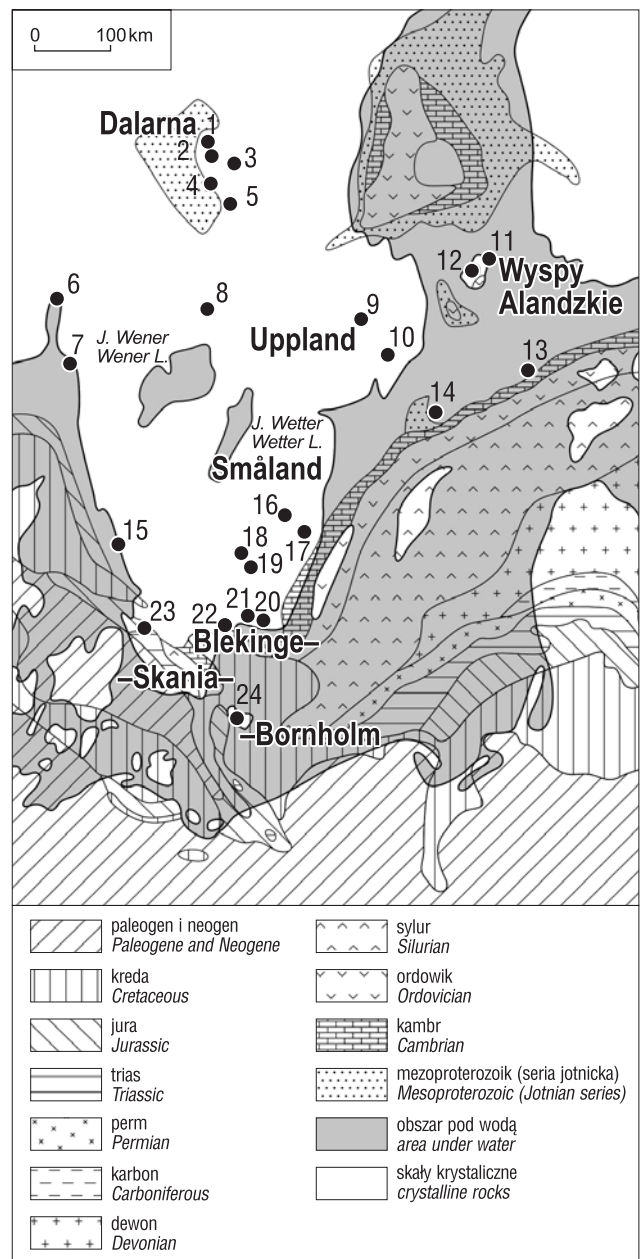 0 100 km
Dalarna
1
2
3
4
5
6
7
8
9
10
11
12
Wyspy
Alandzkie
J. Wener
Wener L.
Uppland
13
14
J. Wetter
Wetter L.
Småland
15
16
17
18
19
20
21
22
23
Blekinge–
–Skania–
24
–Bornholm
paleogen i neogen
Paleogene and Neogene
kreda
Cretaceous
jura
Jurassic
trias
Triassic
perm
Permian
karbon
Carboniferous
dewon
Devonian
sylur
Silurian
ordowik
Ordovician
kambr
Cambrian
mezoproterozoik (seria jotnicka)
Mesoproterozoic (Jotnian series)
obszar pod wodą
area under water
skały krystaliczne
crystalline rocks